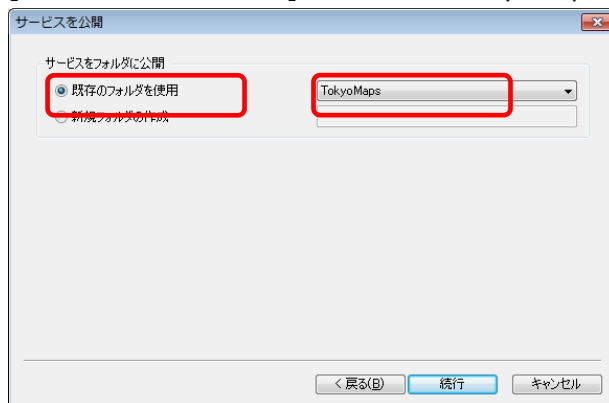 サービスを公開
サービスをフォルダに公開
既存のフォルダを使用 TokyoMaps
新規フォルダの作成
< 戻る(B) 続行 キャンセル